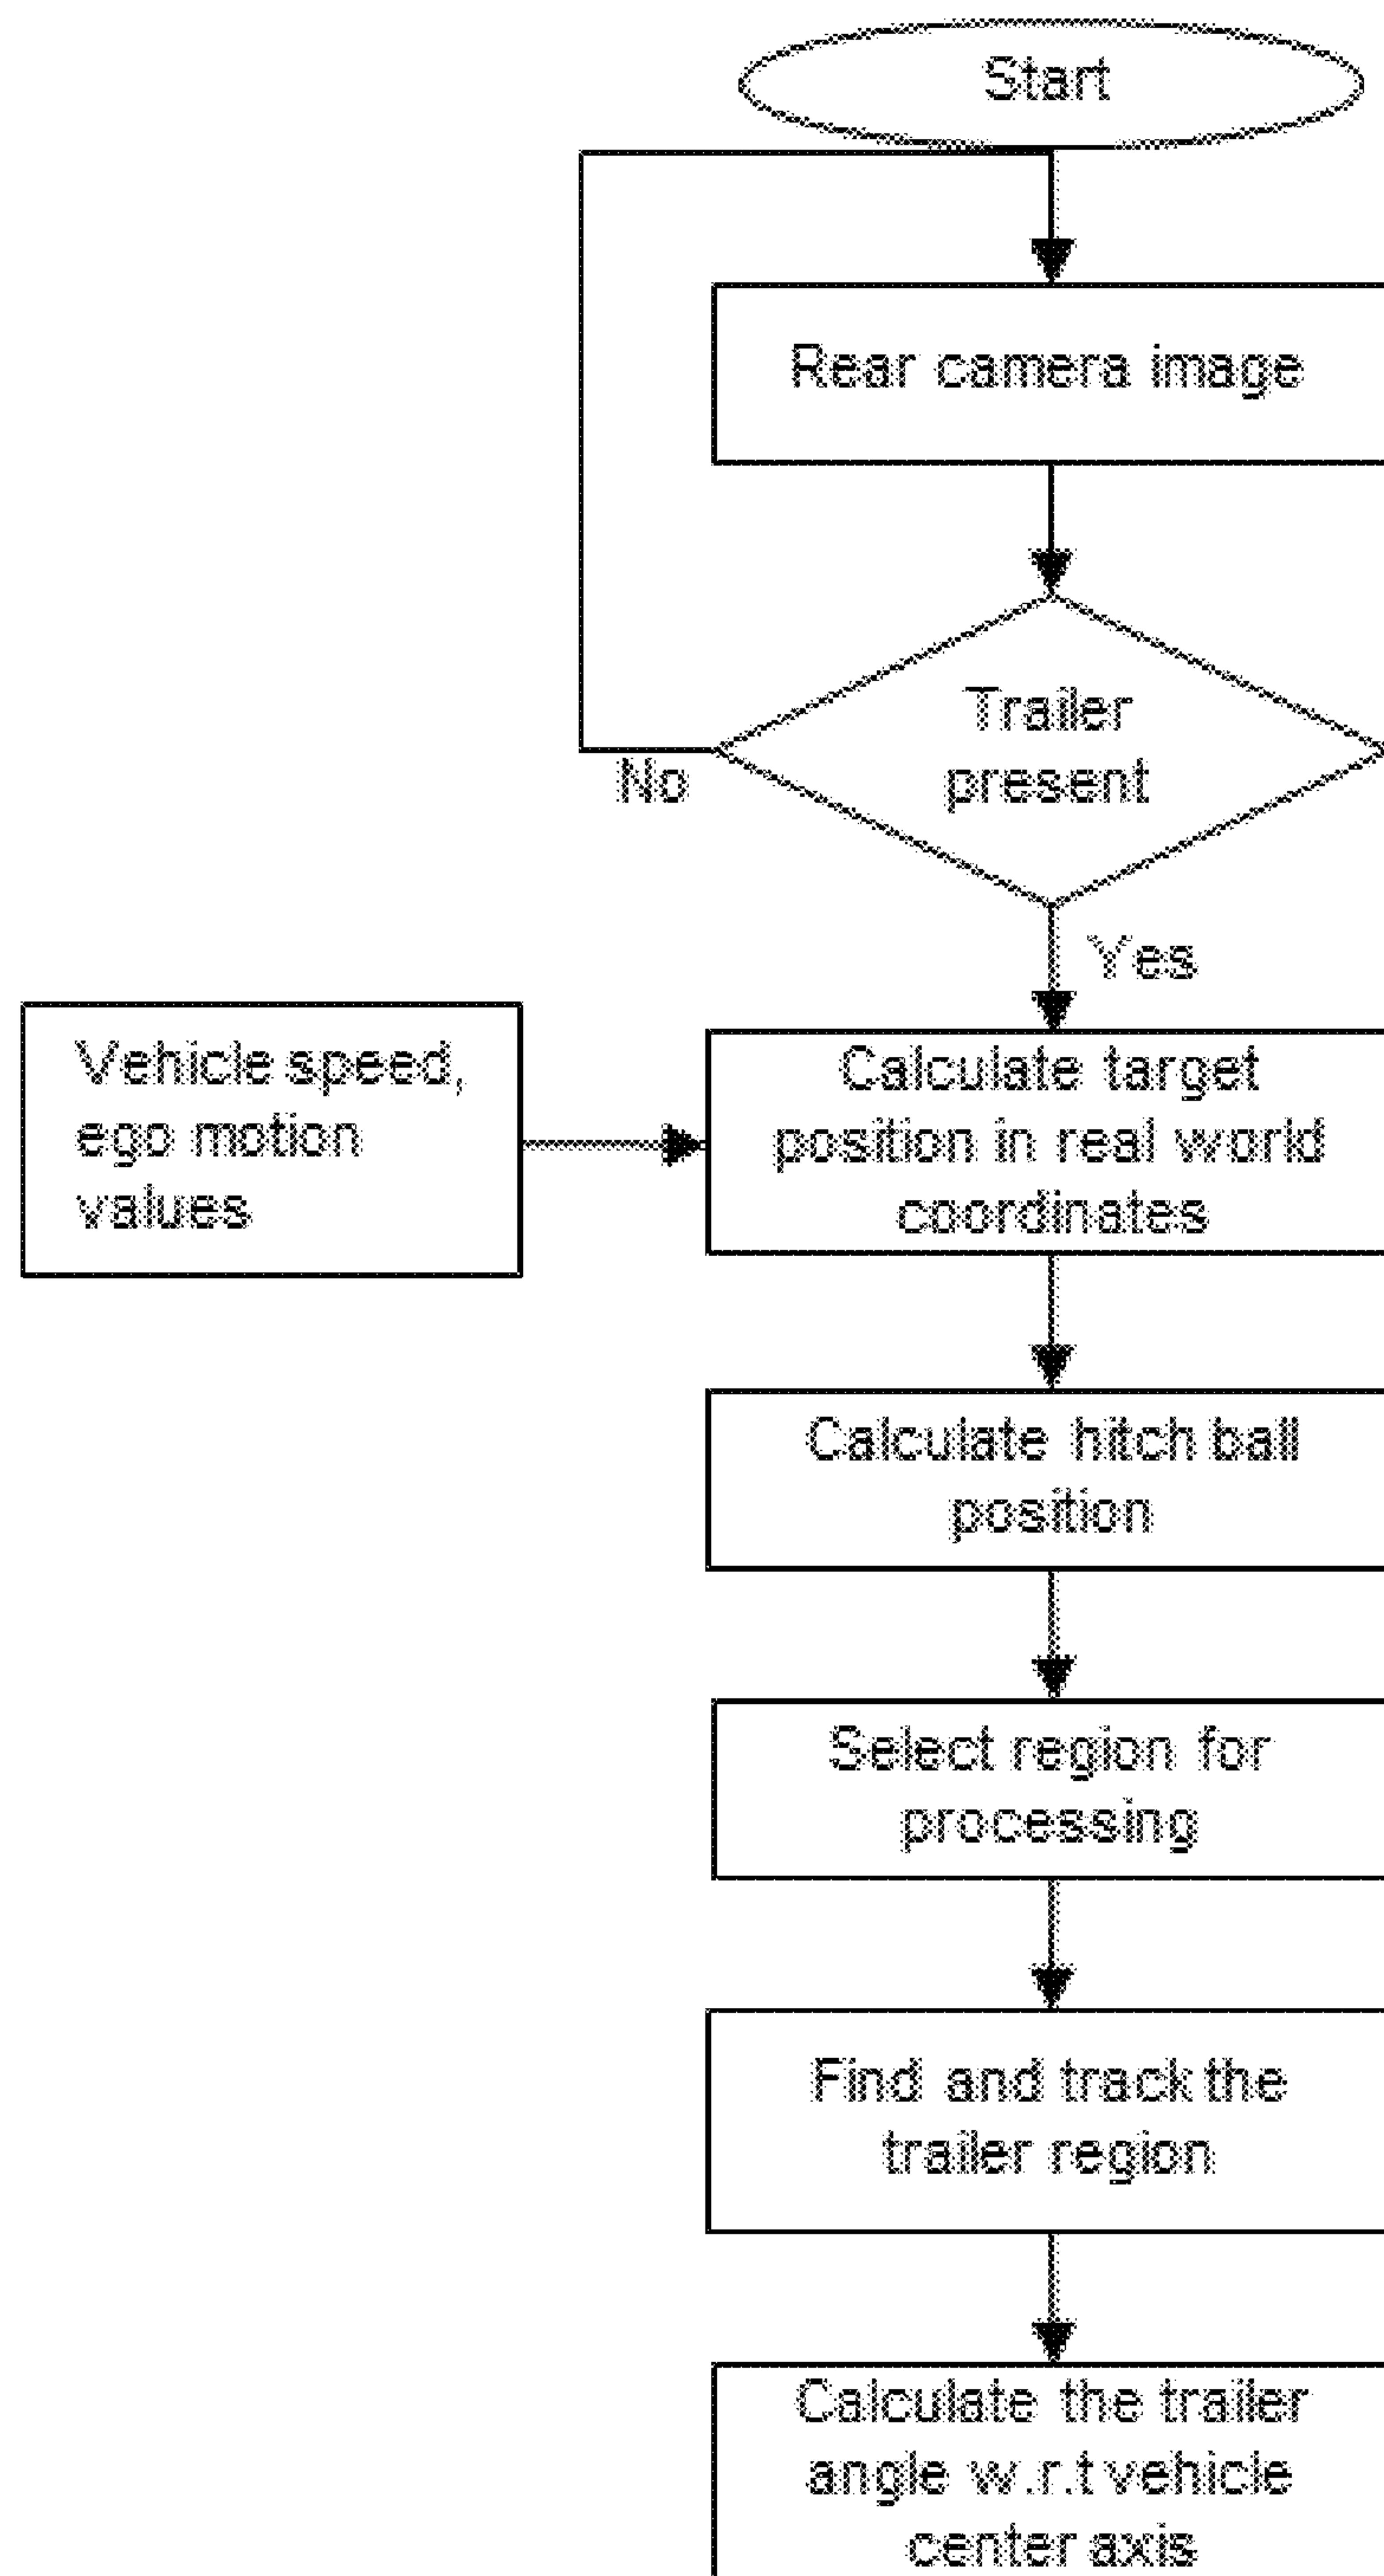 Start
Rear camera image
Trailer
present
No
Yes
Vehicle speed,
ego motion
values
Calculate target
position in real world
coordinates
Calculate hitch ball
position
Select region for
processing
Find and track the
trailer region
Calculate the trailer
angle w.r.t vehicle
center axis